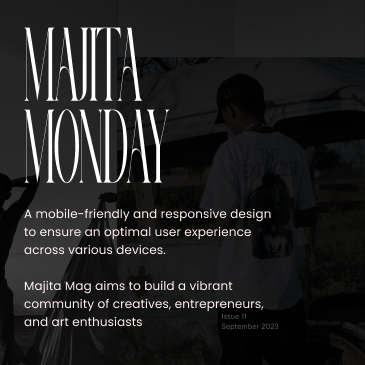 MAJITA
MONDAY
A mobile-friendly and responsive design
to ensure an optimal user experience
across various devices.
Majita Mag aims to build a vibrant
community of creatives, entrepreneurs,
and art enthusiasts
Issue 11
September 2023